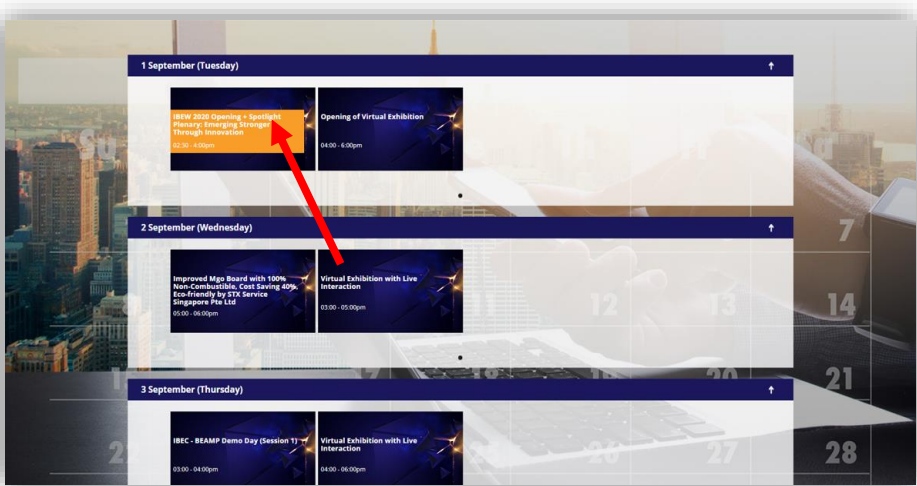 1 September (Tuesday)
IBEW 2020 Opening + Spotlight
Plenary: Emerging Stronger
Through Innovation
02:30 - 4:00pm
Opening of Virtual Exhibition
04:00 - 6:00pm
2 September (Wednesday)
Improved Mgo Board with 100%
Non-Combustible, Cost Saving 40%,
Eco-friendly by STX Service
Singapore Pte Ltd
05:00 - 06:00pm
Virtual Exhibition with Live
Interaction
03:00 - 05:00pm
3 September (Thursday)
IBEC - BEAMP Demo Day (Session 1)
03:00 - 04:00pm
Virtual Exhibition with Live
Interaction
04:00 - 06:00pm
7
11
12
13
14
21
22
26
27
28